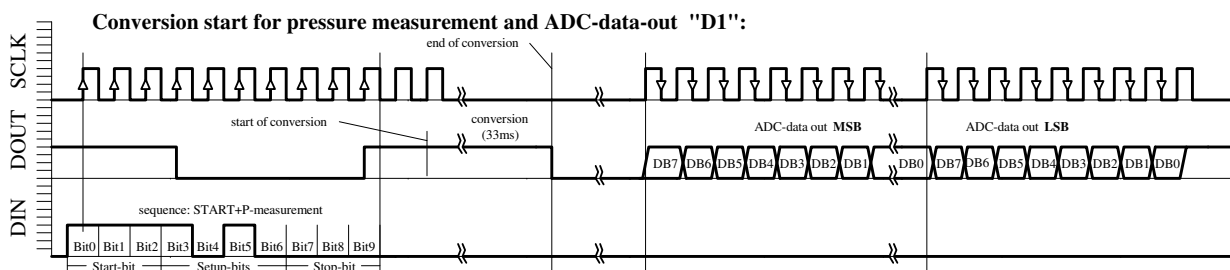 Conversion start for pressure measurement and ADC-data-out "D1":
end of conversion
SCLK
start of conversion
conversion
(33ms)
ADC-data out MSB
ADC-data out LSB
DOUT
DB7 DB6 DB5 DB4 DB3 DB2 DB1 DB0 DB7 DB6 DB5 DB4 DB3 DB2 DB1 DB0
DIN
sequence: START+P-measurement
Bit0 Bit1 Bit2 Bit3 Bit4 Bit5 Bit6 Bit7 Bit8 Bit9
Start-bit Setup-bits Stop-bit